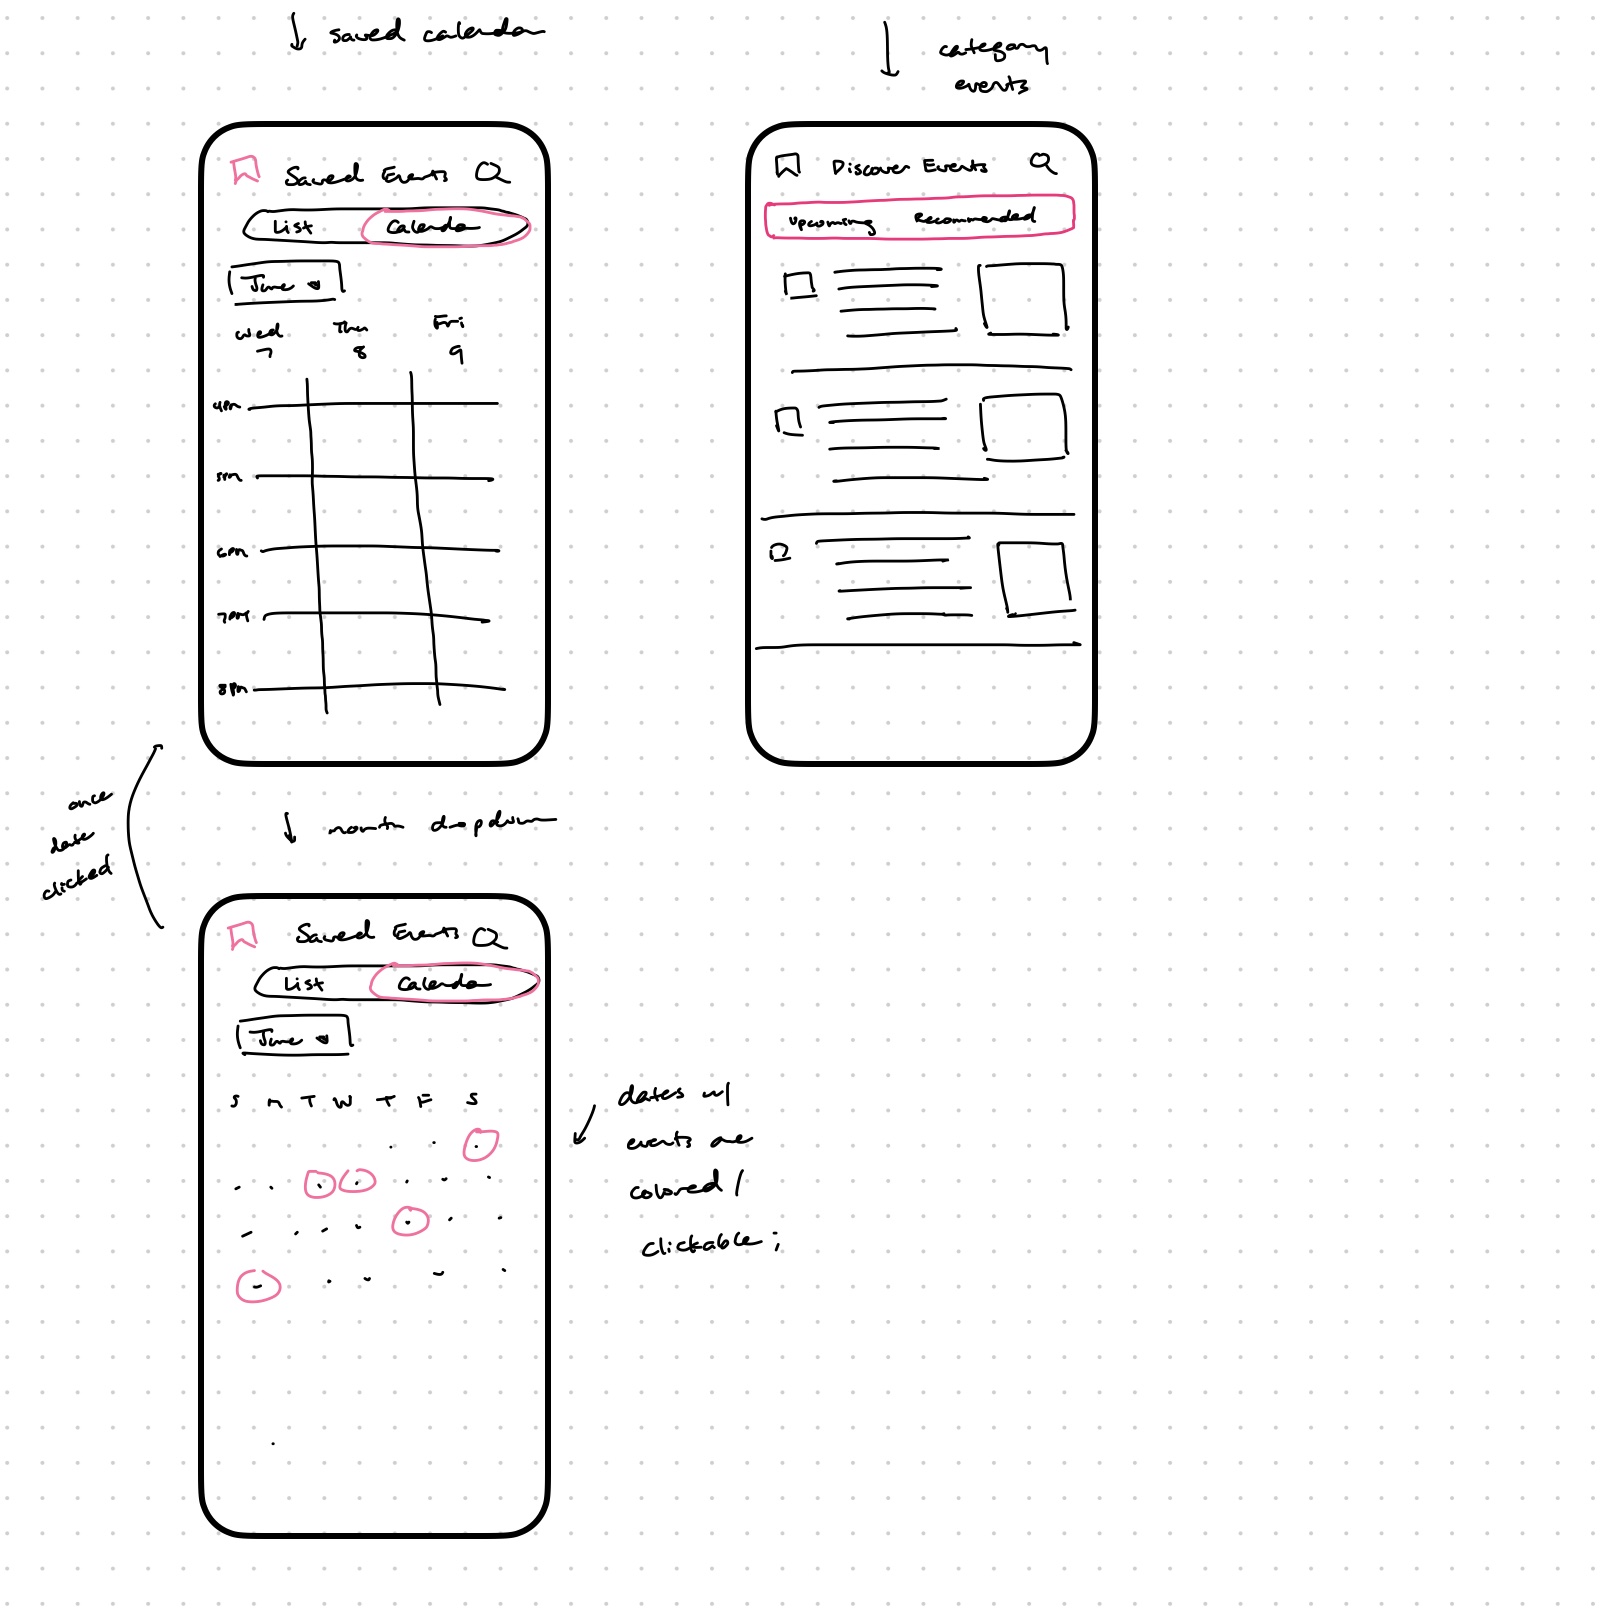 saved calendar
category
events
Saved Events
List Calendar
June
Wed Thu Fri
7 8 9
4pm
5pm
6pm
7pm
8pm
Discover Events
Upcoming Recommended
once
date
clicked
month dropdown
Saved Events
List Calendar
June
S M T W T F S
dates w/
events are
colored /
clickable ;